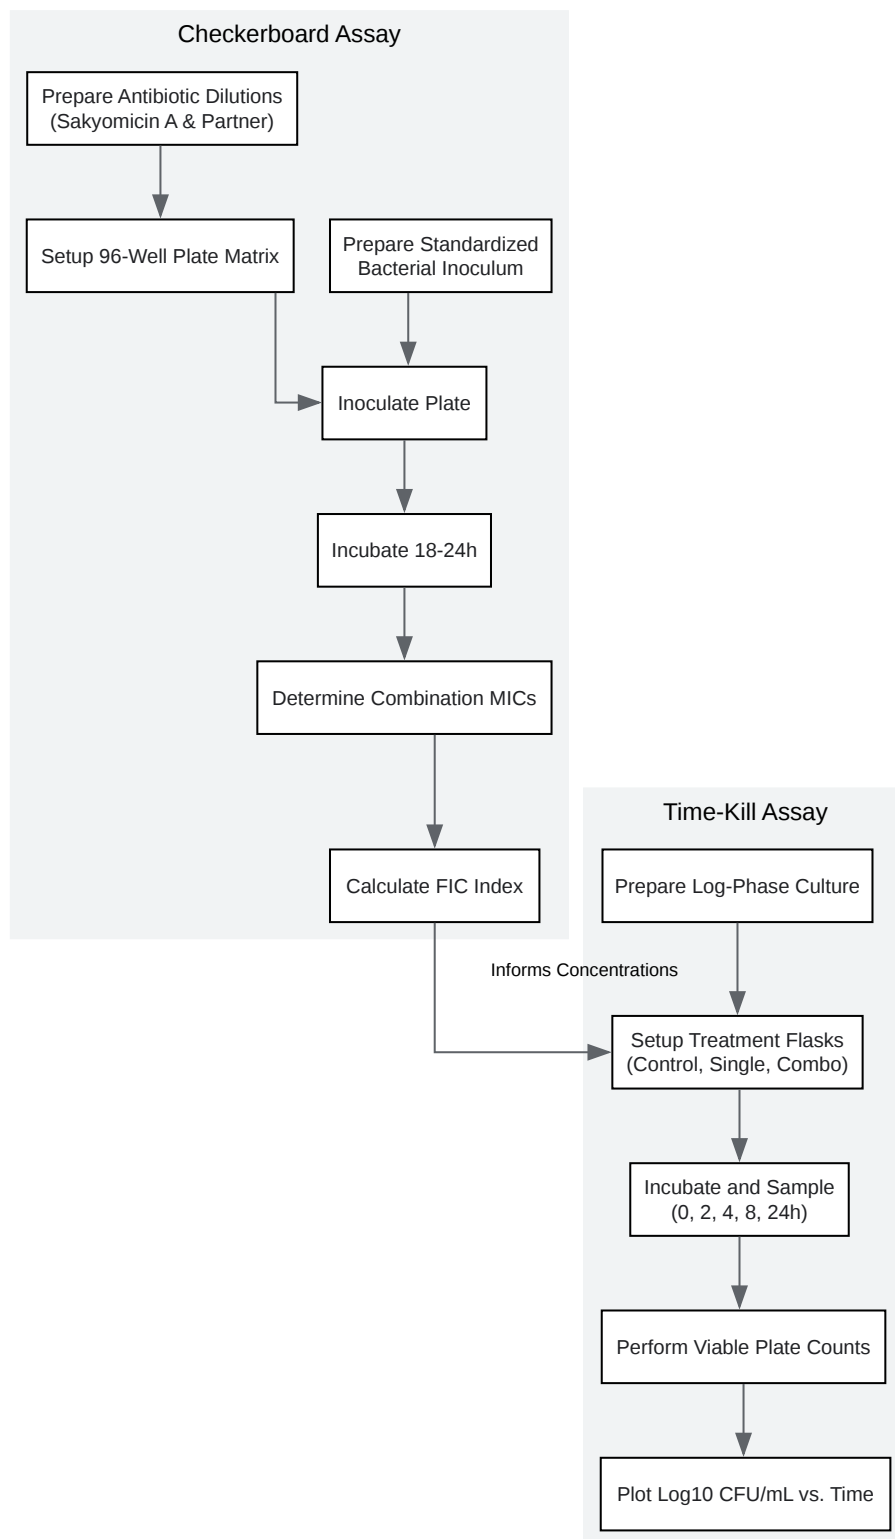 Checkerboard Assay
Prepare Antibiotic Dilutions
(Sakyomicin A & Partner)
Setup 96-Well Plate Matrix
Prepare Standardized
Bacterial Inoculum
Inoculate Plate
Incubate 18-24h
Determine Combination MICs
Calculate FIC Index
Informs Concentrations
Time-Kill Assay
Prepare Log-Phase Culture
Setup Treatment Flasks
(Control, Single, Combo)
Incubate and Sample
(0, 2, 4, 8, 24h)
Perform Viable Plate Counts
Plot Log10 CFU/mL vs. Time